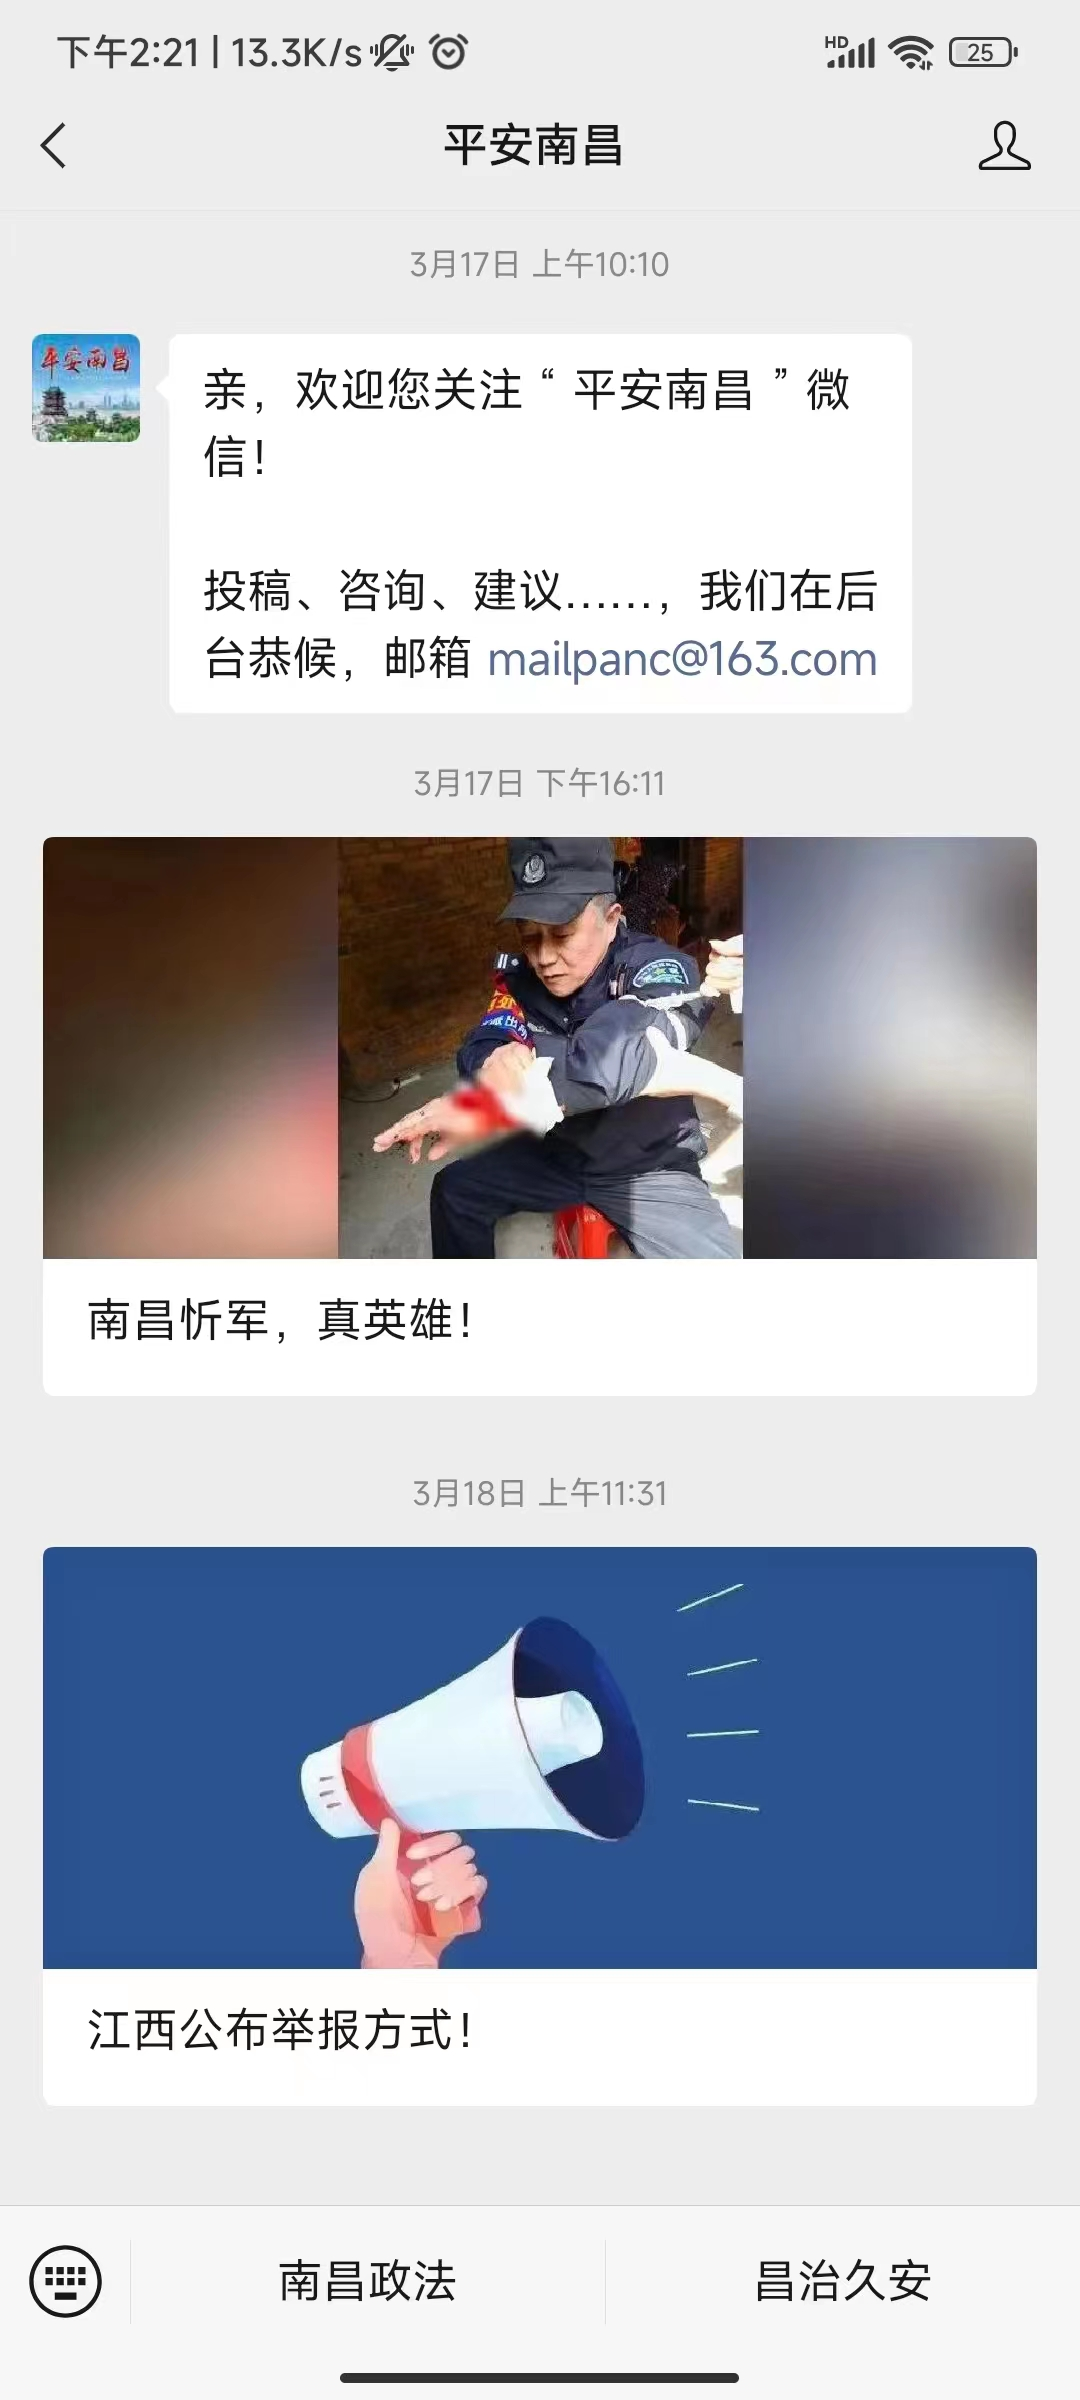 下午2:21 | 13.3K/s
HD
25
平安南昌
3月17日 上午10:10
平安南昌
亲，欢迎您关注“平安南昌”微
信！
投稿、咨询、建议......，我们在后
台恭候，邮箱 mailpanc@163.com
3月17日 下午16:11
南昌忻军，真英雄！
3月18日 上午11:31
江西公布举报方式！
南昌政法
昌治久安